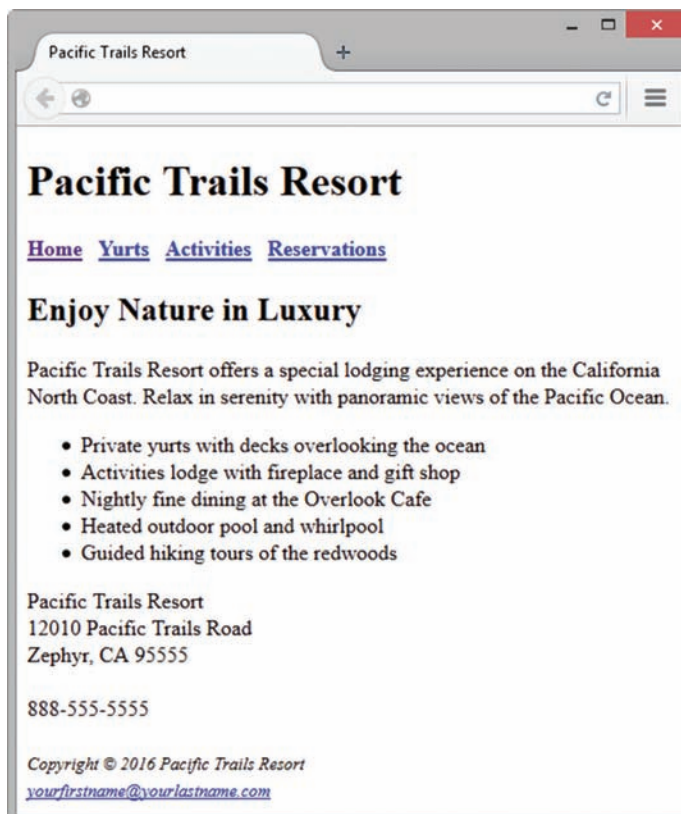 Pacific Trails Resort
Pacific Trails Resort
Home Yurts Activities Reservations
Enjoy Nature in Luxury
Pacific Trails Resort offers a special lodging experience on the California
North Coast. Relax in serenity with panoramic views of the Pacific Ocean.
• Private yurts with decks overlooking the ocean
• Activities lodge with fireplace and gift shop
• Nightly fine dining at the Overlook Cafe
• Heated outdoor pool and whirlpool
• Guided hiking tours of the redwoods
Pacific Trails Resort
12010 Pacific Trails Road
Zephyr, CA 95555
888-555-5555
Copyright © 2016 Pacific Trails Resort
yourfirstname@yourlastname.com